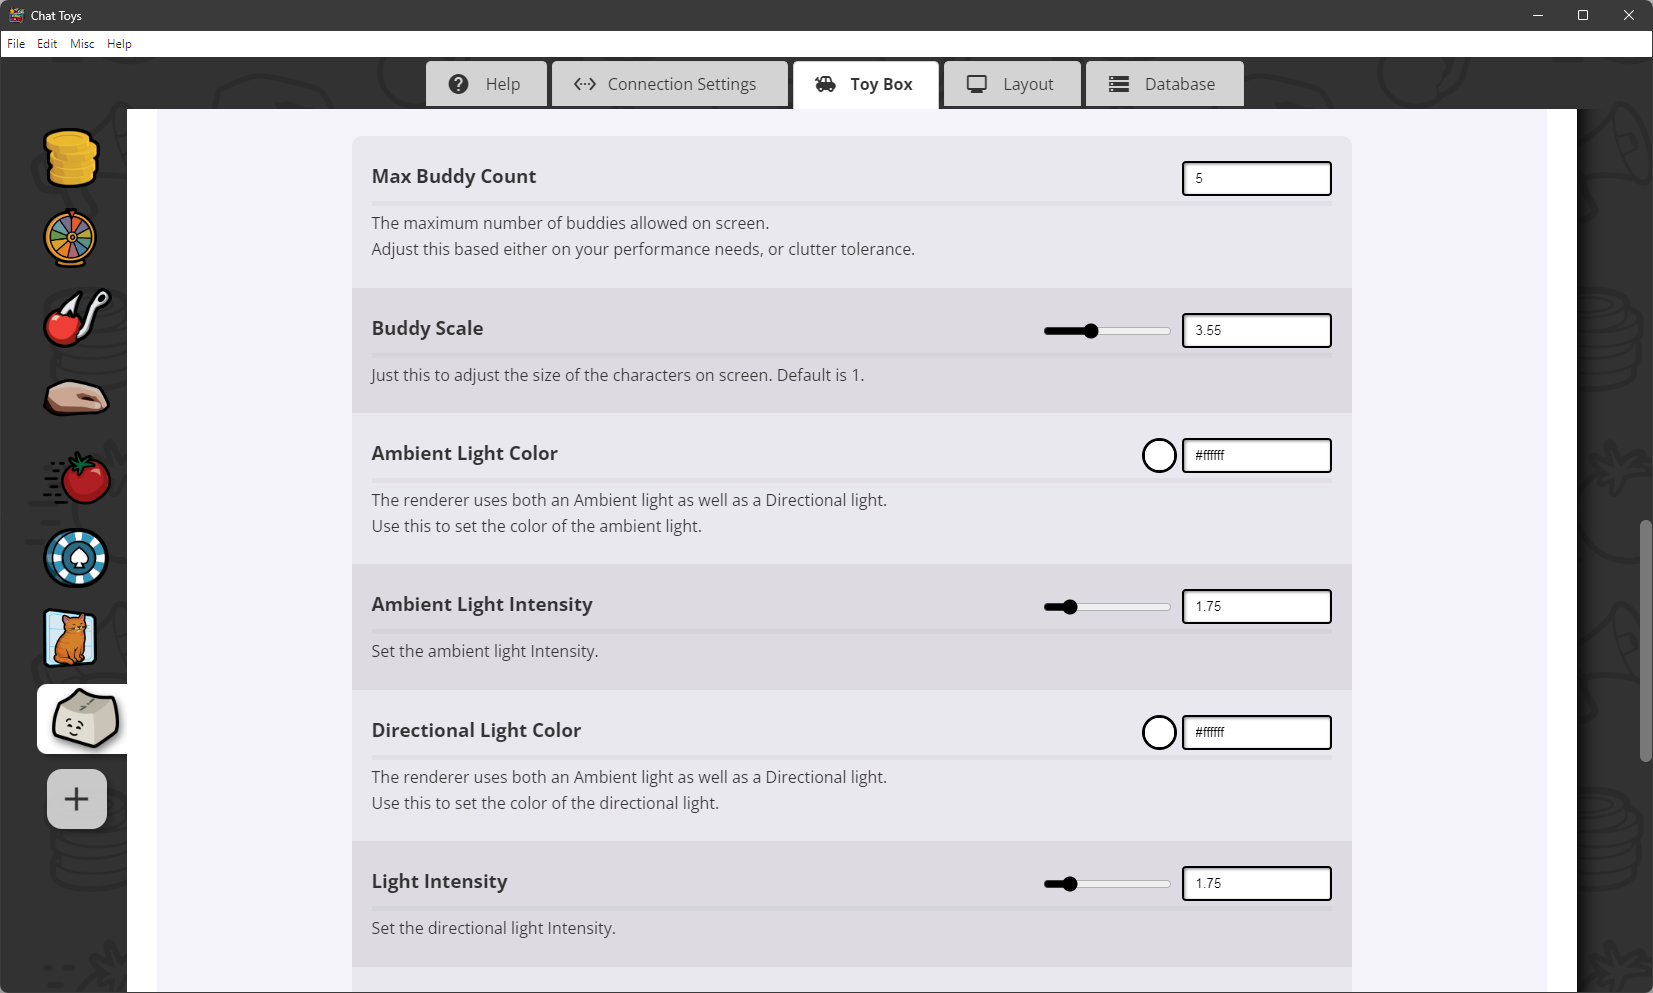 Chat Toys
File Edit Misc Help
Help Connection Settings Toy Box Layout Database
Max Buddy Count 5
The maximum number of buddies allowed on screen.
Adjust this based either on your performance needs, or clutter tolerance.
Buddy Scale 3.55
Just this to adjust the size of the characters on screen. Default is 1.
Ambient Light Color #ffffff
The renderer uses both an Ambient light as well as a Directional light.
Use this to set the color of the ambient light.
Ambient Light Intensity 1.75
Set the ambient light Intensity.
Directional Light Color #ffffff
The renderer uses both an Ambient light as well as a Directional light.
Use this to set the color of the directional light.
Light Intensity 1.75
Set the directional light Intensity.